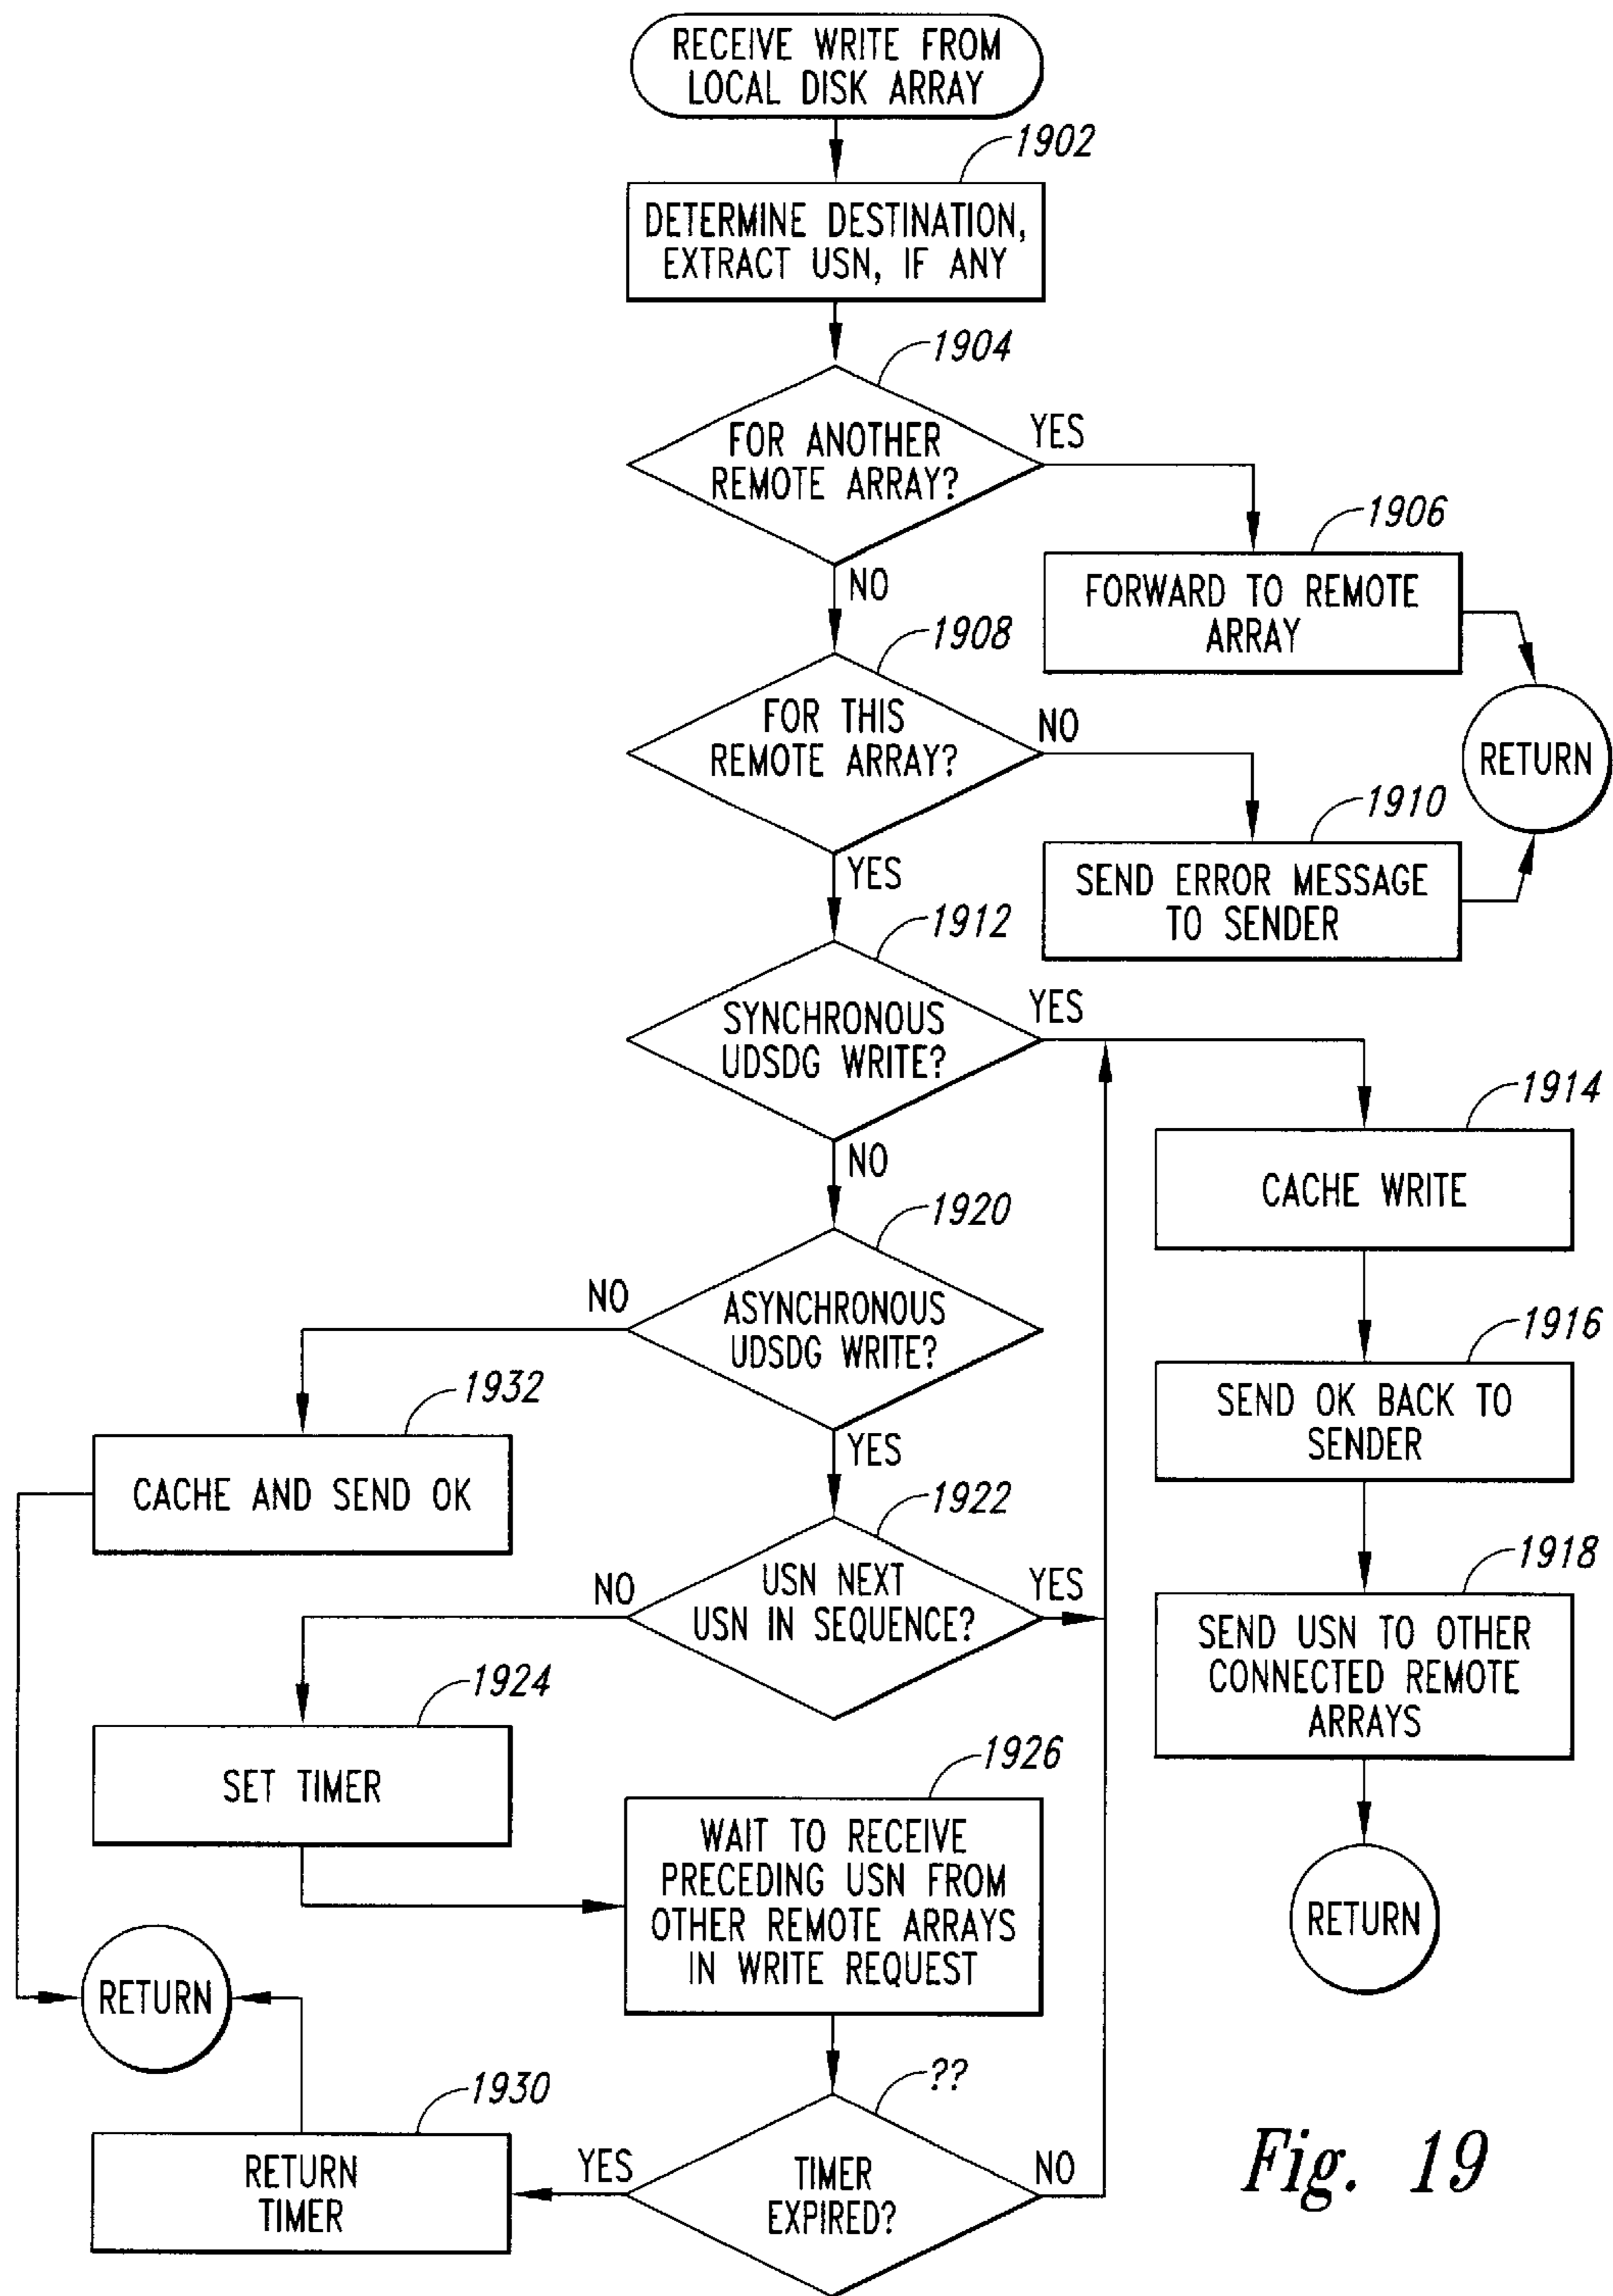 RECEIVE WRITE FROM
LOCAL DISK ARRAY
1902
DETERMINE DESTINATION,
EXTRACT USN, IF ANY
1904
FOR ANOTHER
REMOTE ARRAY?
YES
NO
1906
FORWARD TO REMOTE
ARRAY
1908
FOR THIS
REMOTE ARRAY?
NO
YES
RETURN
1910
SEND ERROR MESSAGE
TO SENDER
1912
SYNCHRONOUS
UDSDG WRITE?
YES
NO
1914
CACHE WRITE
1920
ASYNCHRONOUS
UDSDG WRITE?
NO
YES
1916
SEND OK BACK TO
SENDER
1932
CACHE AND SEND OK
1922
USN NEXT
USN IN SEQUENCE?
NO
YES
1918
SEND USN TO OTHER
CONNECTED REMOTE
ARRAYS
1924
SET TIMER
1926
WAIT TO RECEIVE
PRECEDING USN FROM
OTHER REMOTE ARRAYS
IN WRITE REQUEST
RETURN
RETURN
??
TIMER
EXPIRED?
YES
NO
1930
RETURN
TIMER
Fig. 19